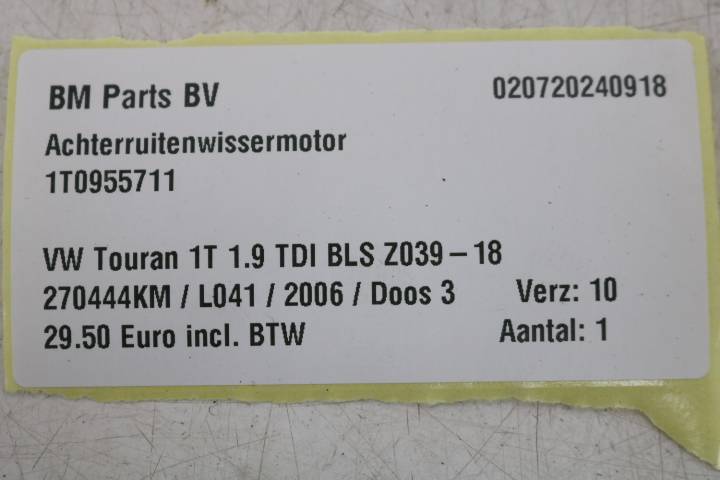 BM Parts BV 020720240918
Achterruitenwissermotor
1T0955711
VW Touran 1T 1.9 TDI BLS Z039-18
270444KM / L041 / 2006 / Doos 3 Verz: 10
29.50 Euro incl. BTW Aantal: 1